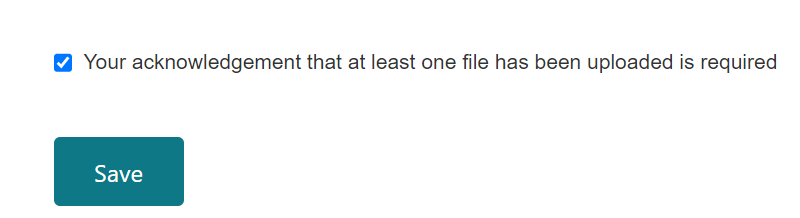 Your acknowledgement that at least one file has been uploaded is required
Save